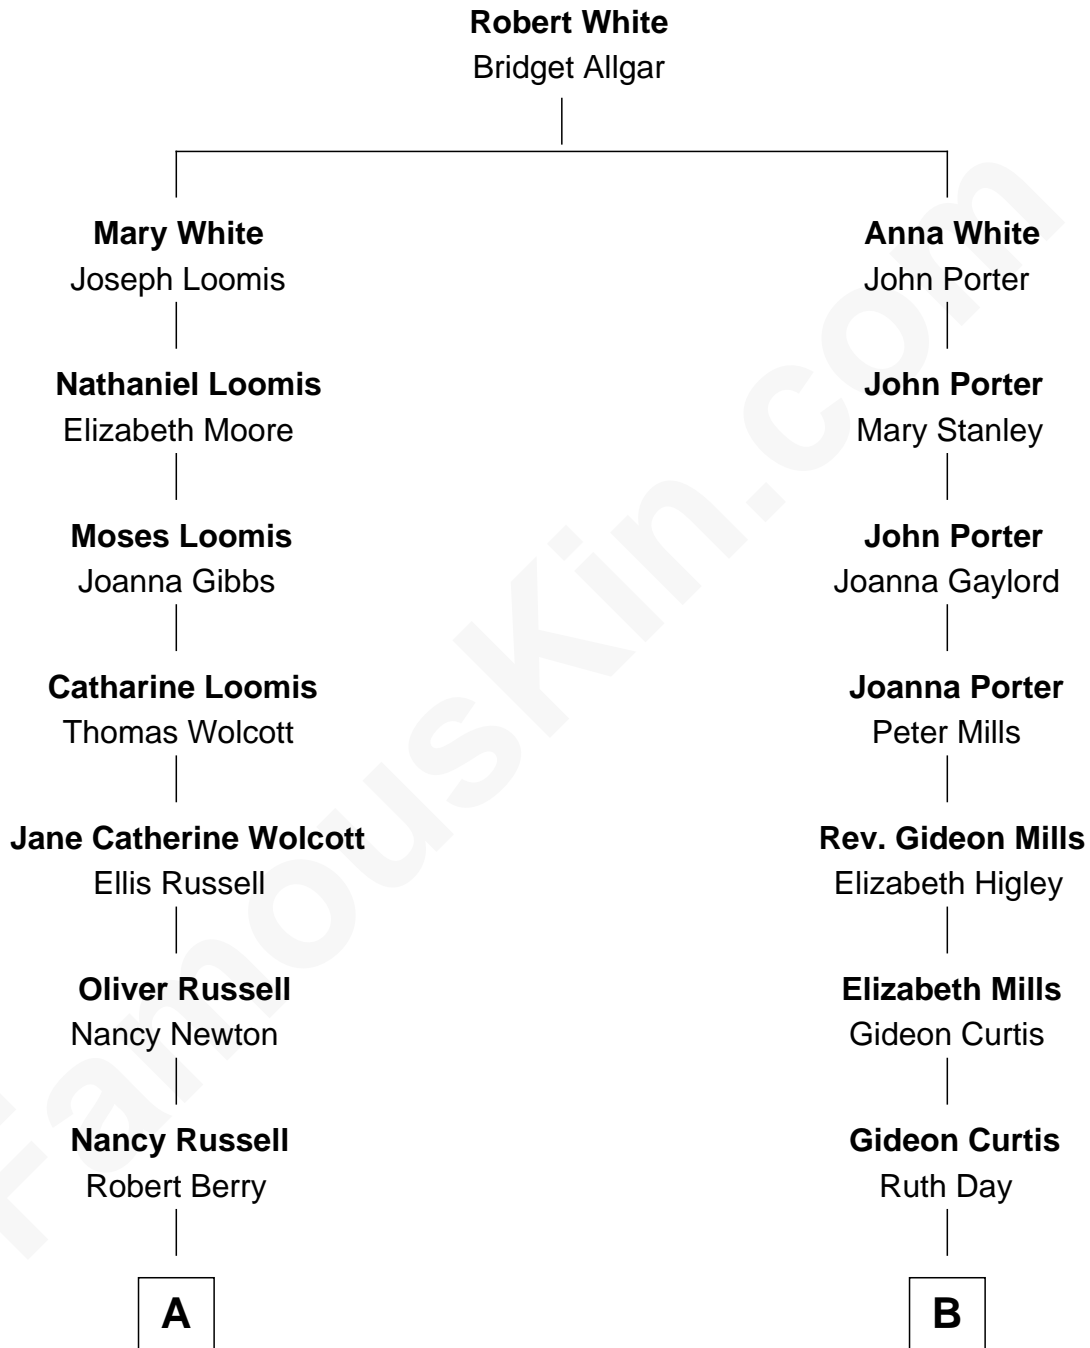 Robert White
Bridget Allgar
Mary White
Joseph Loomis
Anna White
John Porter
Nathaniel Loomis
Elizabeth Moore
John Porter
Mary Stanley
Moses Loomis
Joanna Gibbs
John Porter
Joanna Gaylord
Catharine Loomis
Thomas Wolcott
Joanna Porter
Peter Mills
Jane Catherine Wolcott
Ellis Russell
Rev. Gideon Mills
Elizabeth Higley
Oliver Russell
Nancy Newton
Elizabeth Mills
Gideon Curtis
Nancy Russell
Robert Berry
Gideon Curtis
Ruth Day
A
B
FamousKin.com